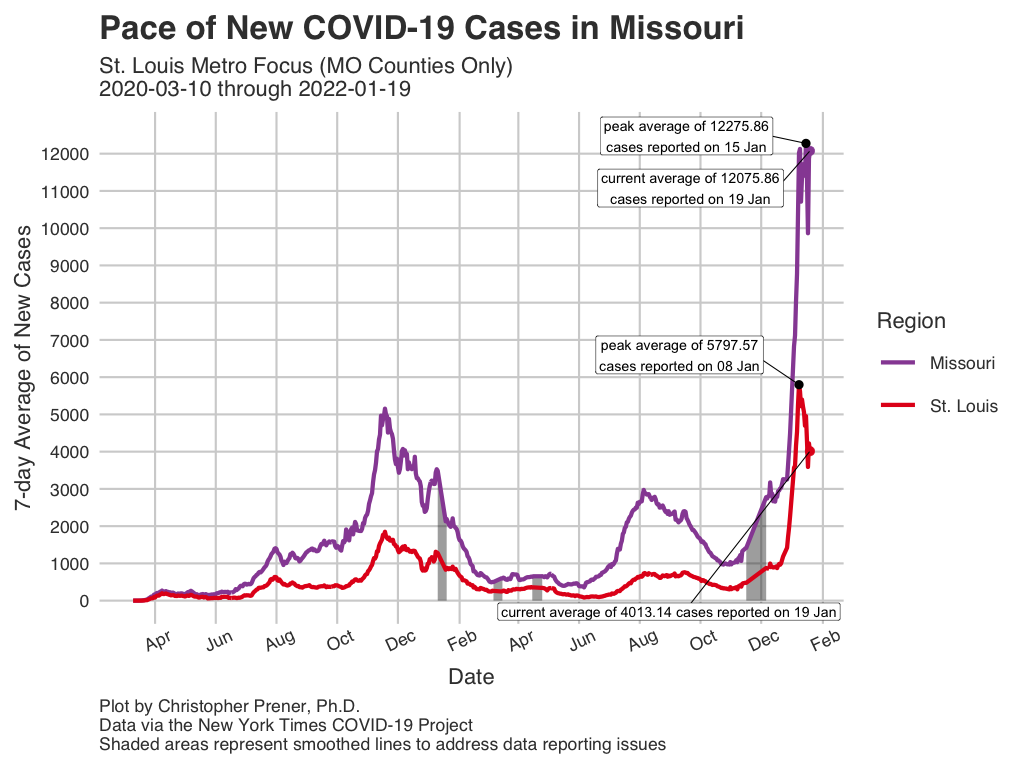 Pace of New COVID-19 Cases in Missouri
St. Louis Metro Focus (MO Counties Only)
2020-03-10 through 2022-01-19
peak average of 12275.86
cases reported on 15 Jan
current average of 12075.86
cases reported on 19 Jan
peak average of 5797.57
cases reported on 08 Jan
current average of 4013.14 cases reported on 19 Jan
7-day Average of New Cases
12000
11000
10000
9000
8000
7000
6000
5000
4000
3000
2000
1000
0
Apr
Jun
Aug
Oct
Dec
Feb
Apr
Jun
Aug
Oct
Dec
Feb
Date
Region
Missouri
St. Louis
Plot by Christopher Prener, Ph.D.
Data via the New York Times COVID-19 Project
Shaded areas represent smoothed lines to address data reporting issues